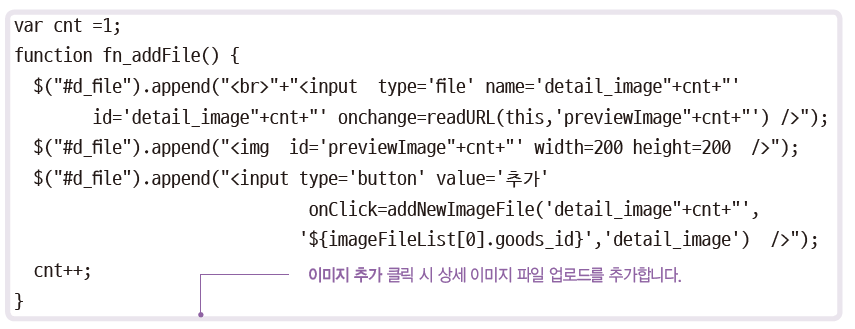 var cnt =1;
function fn_addFile() {
$("#d_file").append("<br>"+"<input  type='file' name='detail_image"+cnt+"'
id='detail_image"+cnt+"' onchange=readURL(this,'previewImage"+cnt+"') />");
$("#d_file").append("<img  id='previewImage"+cnt+"' width=200 height=200  />");
$("#d_file").append("<input type='button' value='추가'
onClick=addNewImageFile('detail_image"+cnt+"',
'${imageFileList[0].goods_id}','detail_image')  />");
cnt++;
이미지 추가 클릭 시 상세 이미지 파일 업로드를 추가합니다.
}